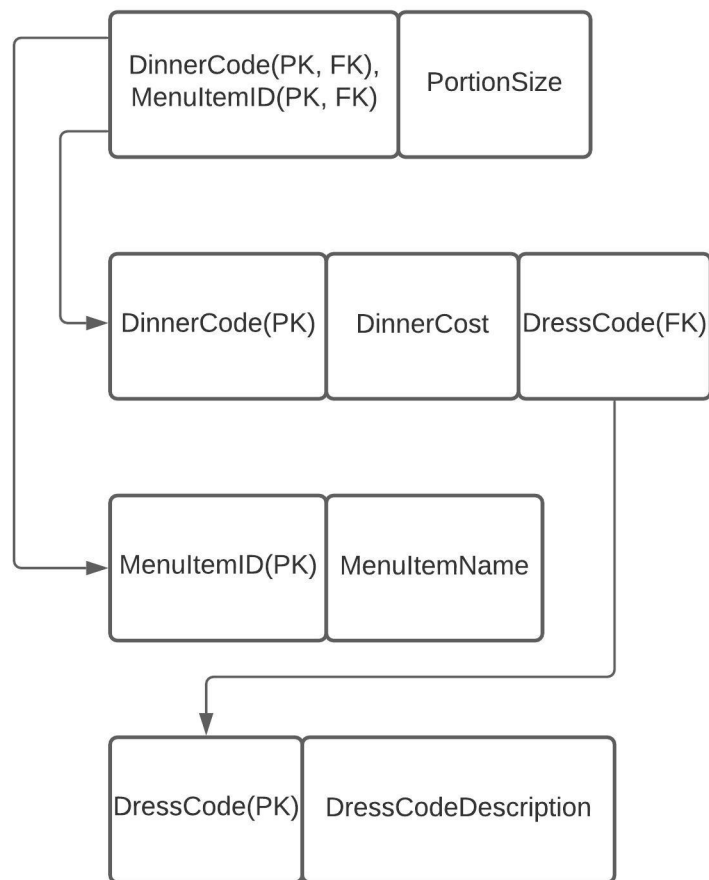 DinnerCode(PK, FK),
MenuItemID(PK, FK)
PortionSize
DinnerCode(PK)
DinnerCost
DressCode(FK)
MenuItemID(PK)
MenuItemName
DressCode(PK)
DressCodeDescription